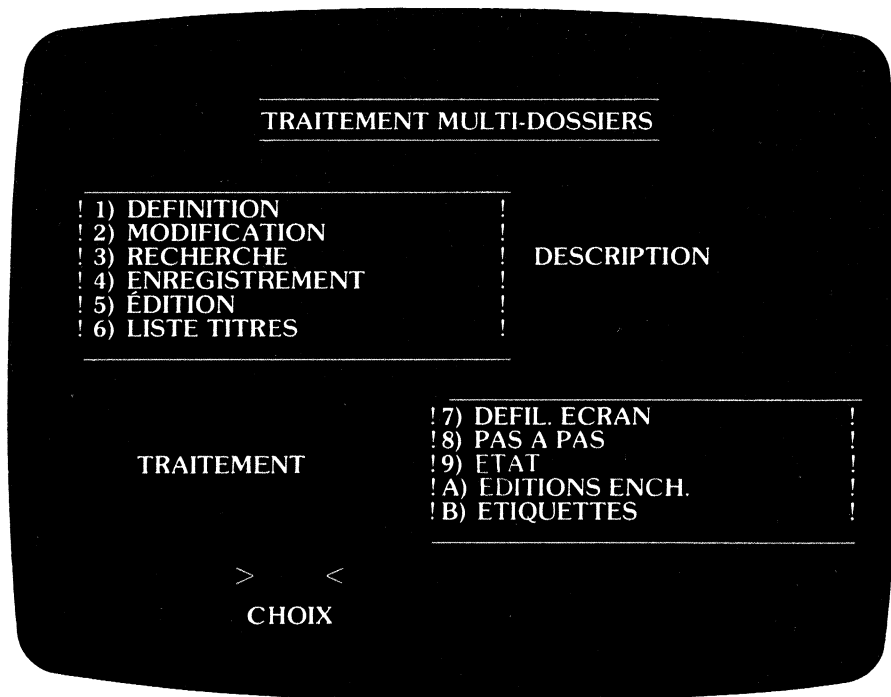 TRAITEMENT MULTI-DOSSIERS
! 1) DEFINITION !
! 2) MODIFICATION !
! 3) RECHERCHE ! DESCRIPTION
! 4) ENREGISTREMENT !
! 5) ÉDITION !
! 6) LISTE TITRES !
! 7) DEFIL. ECRAN !
! 8) PAS A PAS !
TRAITEMENT ! 9) ETAT !
! A) EDITIONS ENCH. !
! B) ETIQUETTES !
> <
CHOIX